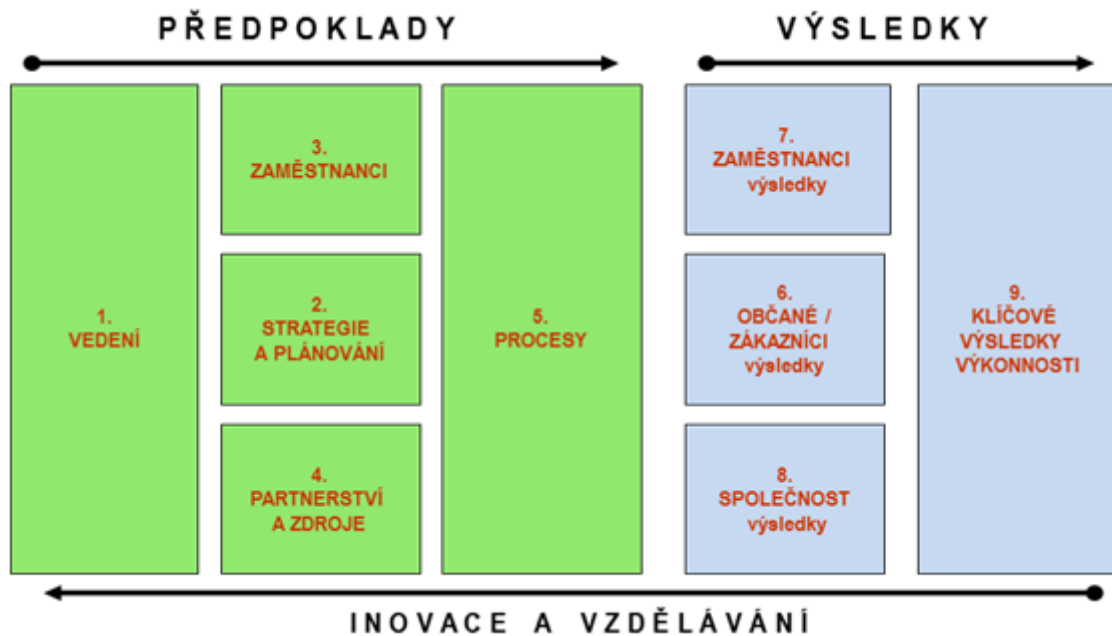 PŘEDPOKLADY
VÝSLEDKY
1.
VEDENÍ
3.
ZAMĚSTNANCI
2.
STRATEGIE
A PLÁNOVÁNÍ
4.
PARTNERSTVÍ
A ZDROJE
5.
PROCESY
7.
ZAMĚSTNANCI
výsledky
6.
OBČANÉ /
ZÁKAZNÍCI
výsledky
8.
SPOLEČNOST
výsledky
9.
KLÍČOVÉ
VÝSLEDKY
VÝKONNOSTI
INOVACE A VZDĚLÁVÁNÍ